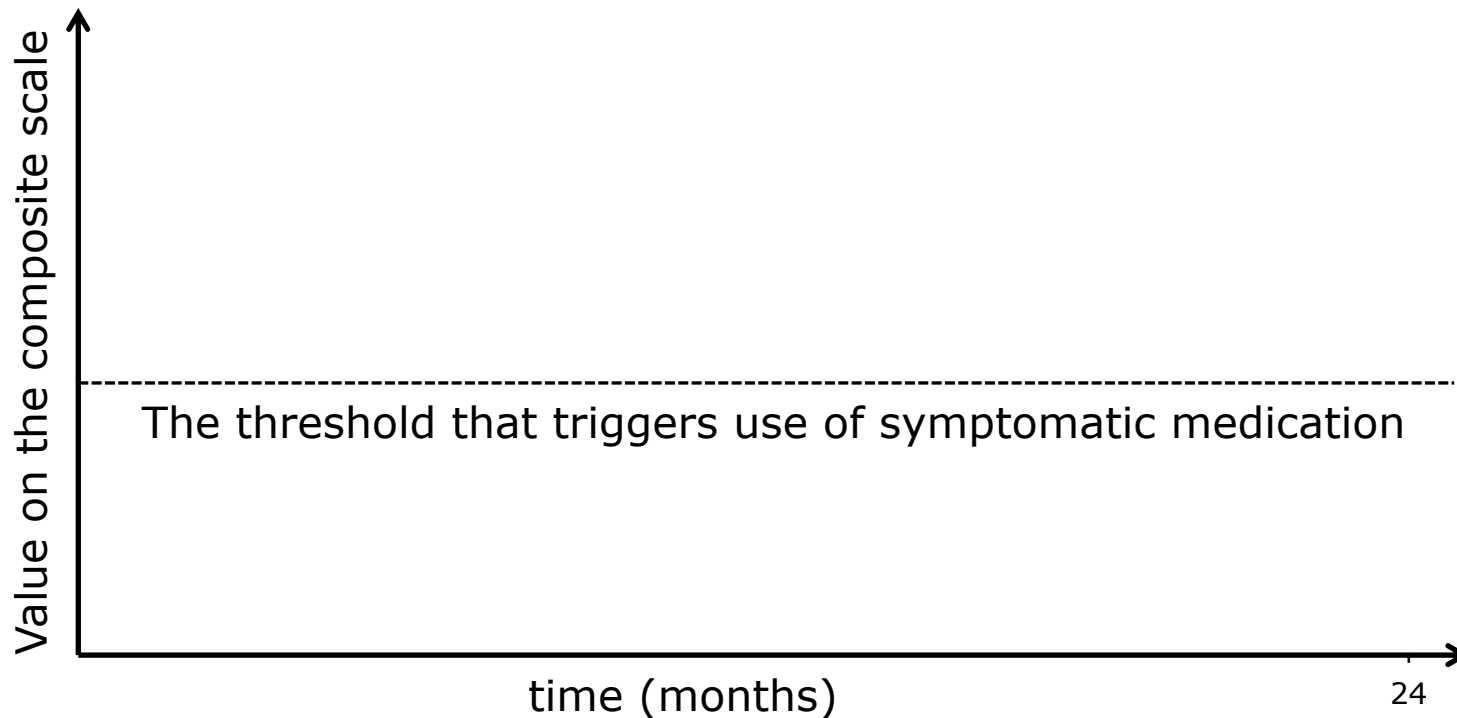 Value on the composite scale
The threshold that triggers use of symptomatic medication
time (months)
24